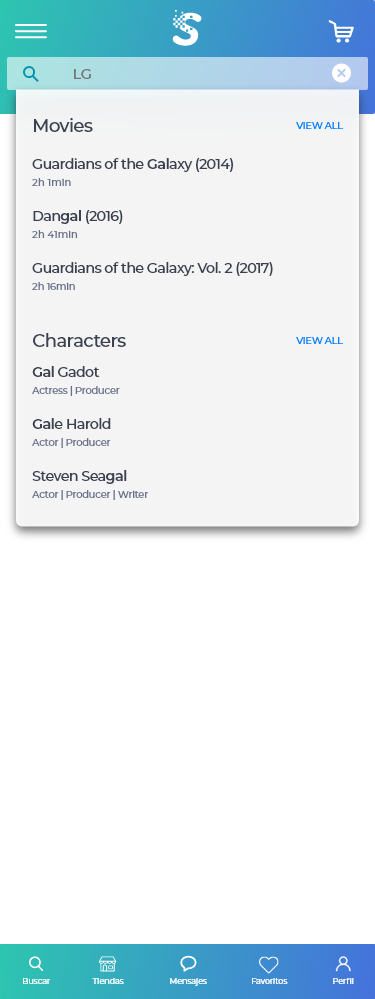 LG
Movies VIEW ALL
Guardians of the Galaxy (2014)
2h 1min
Dangal (2016)
2h 41min
Guardians of the Galaxy: Vol. 2 (2017)
2h 16min
Characters VIEW ALL
Gal Gadot
Actress | Producer
Gale Harold
Actor | Producer
Steven Seagal
Actor | Producer | Writer
Buscar Tiendas Mensajes Favoritos Perfil